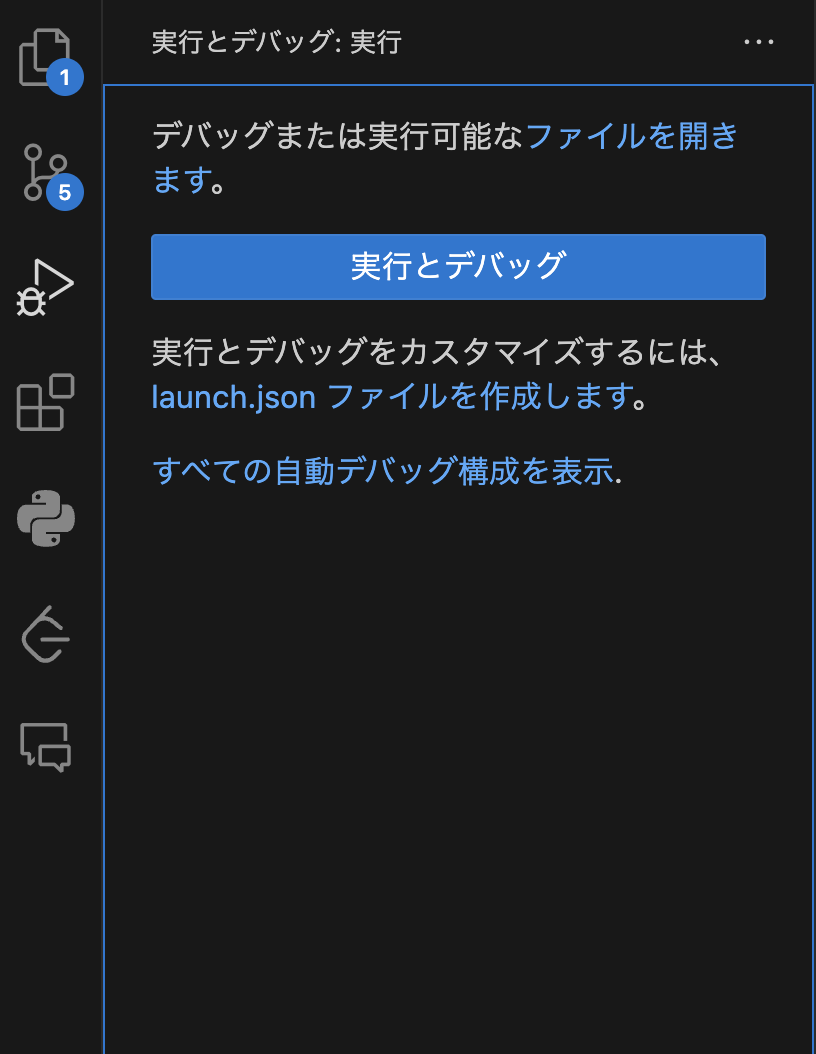 実行とデバッグ: 実行
1
5
デバッグまたは実行可能なファイルを開き
ます。
実行とデバッグ
実行とデバッグをカスタマイズするには、
launch.json ファイルを作成します。
すべての自動デバッグ構成を表示.